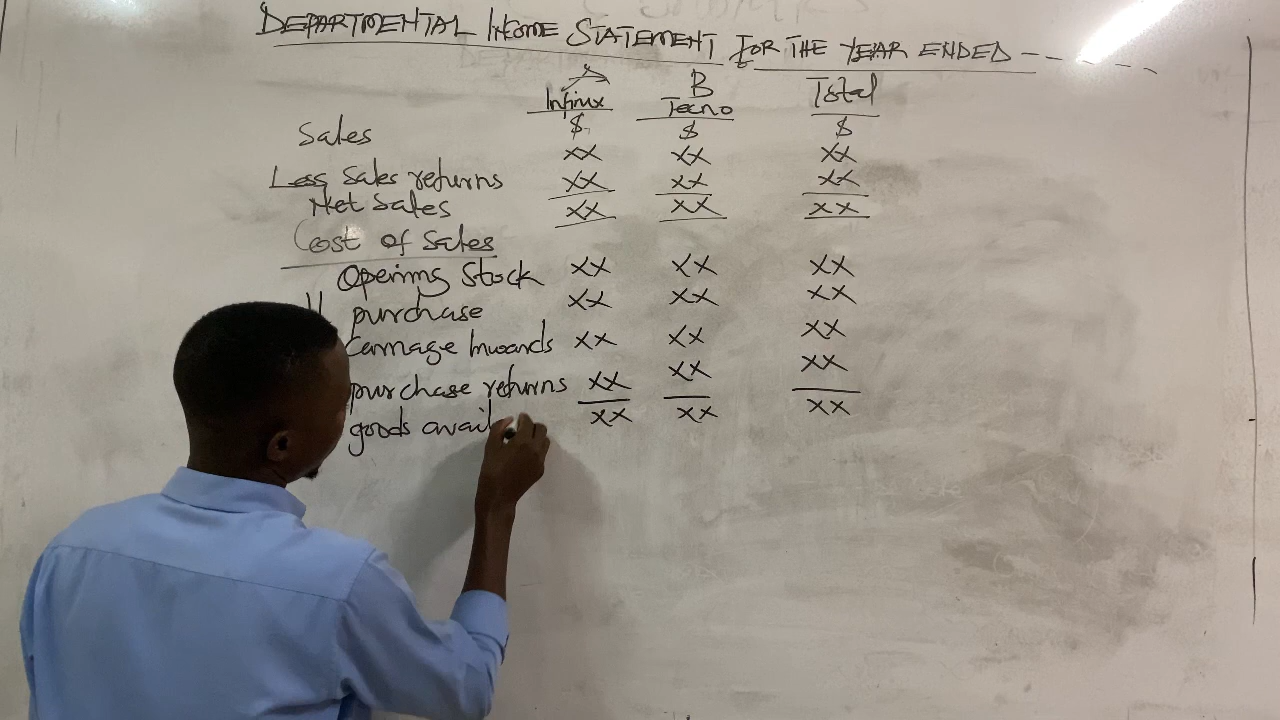 DEPARTMENTAL INCOME STATEMENT FOR THE YEAR ENDED - - - - -
A B Total
Infinix Tecno
$ $ $
Sales XX XX XX
Less Sales returns XX XX XX
Net Sales XX XX XX
Cost of Sales
Opening Stock XX XX XX
purchase XX XX XX
Carriage Inwards XX XX XX
purchase returns XX XX XX
goods avail XX XX XX